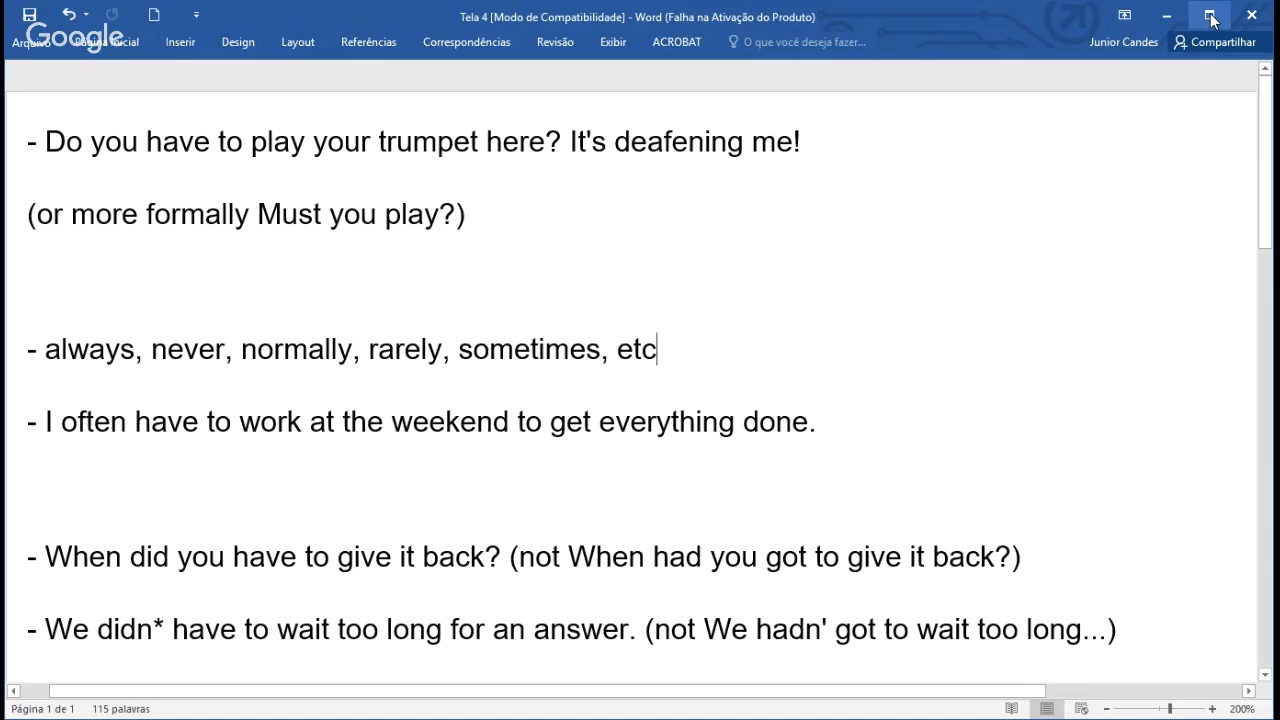 Tela 4 [Modo de Compatibilidade] - Word (Falha na Ativação do Produto)
Google
Arquivo Página Inicial Inserir Design Layout Referências Correspondências Revisão Exibir ACROBAT O que você deseja fazer... Junior Candes Compartilhar
- Do you have to play your trumpet here? It's deafening me!
(or more formally Must you play?)
- always, never, normally, rarely, sometimes, etc
- I often have to work at the weekend to get everything done.
- When did you have to give it back? (not When had you got to give it back?)
- We didn* have to wait too long for an answer. (not We hadn' got to wait too long...)
Página 1 de 1 115 palavras 200%